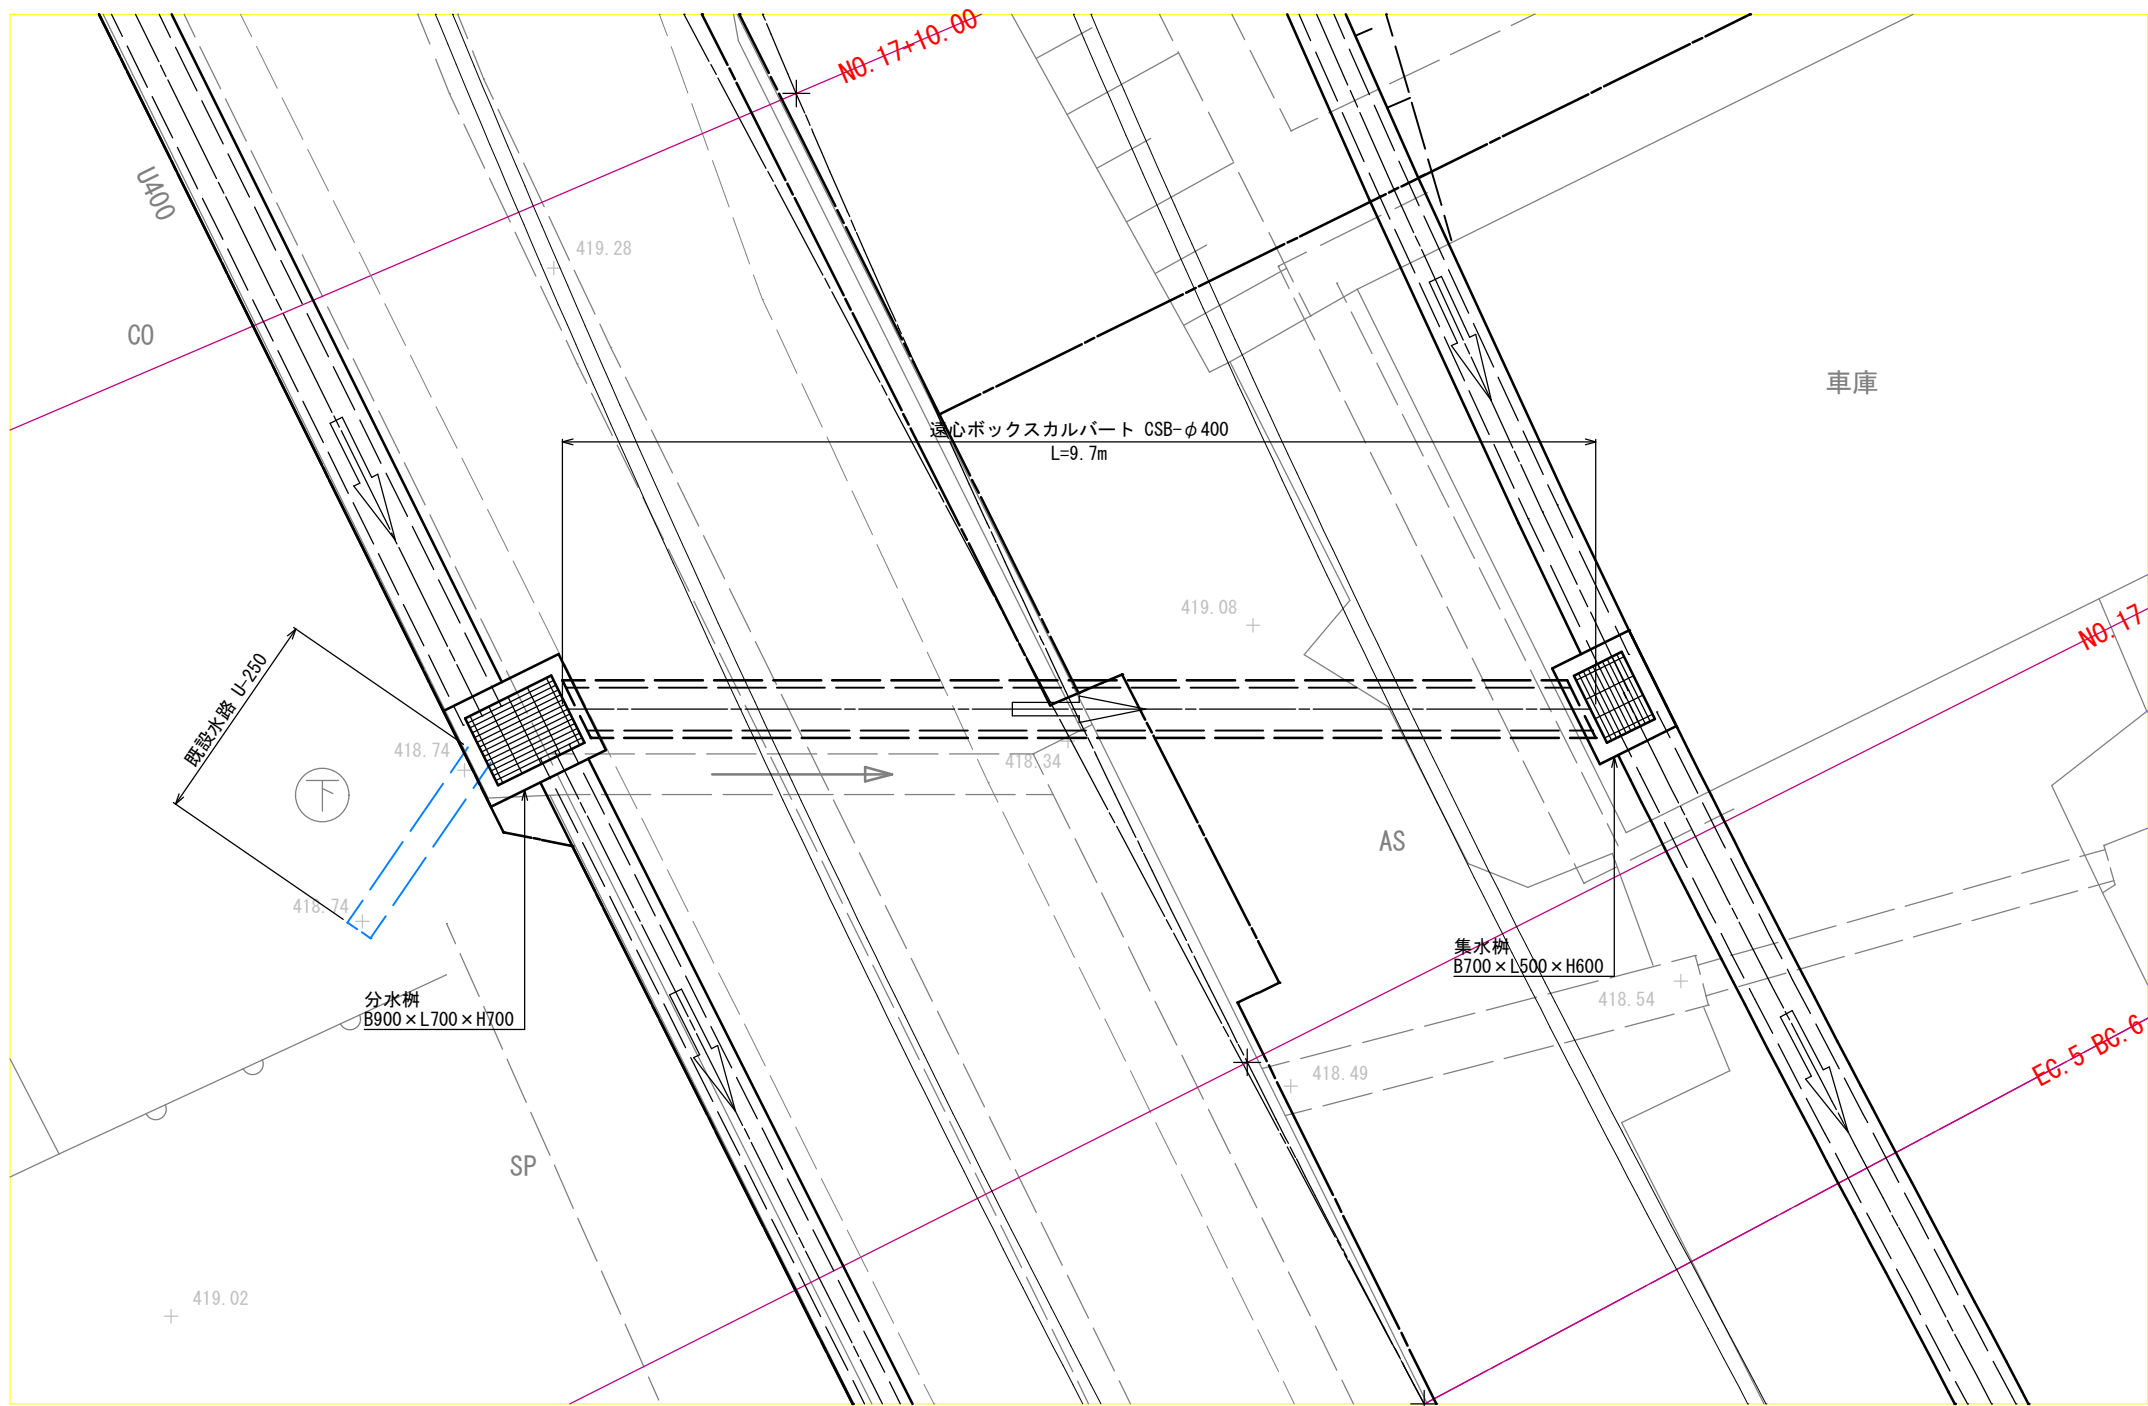 NO.17+10.00
U400
419.28
CO
車庫
遠心ボックスカルバート CSB-φ400
L=9.7m
419.08
NO.17
既設水路 U-250
418.74
418.34
下
AS
418.74
集水桝
B700×L500×H600
418.54
分水桝
B900×L700×H700
EC.5 BC.6
418.49
SP
419.02